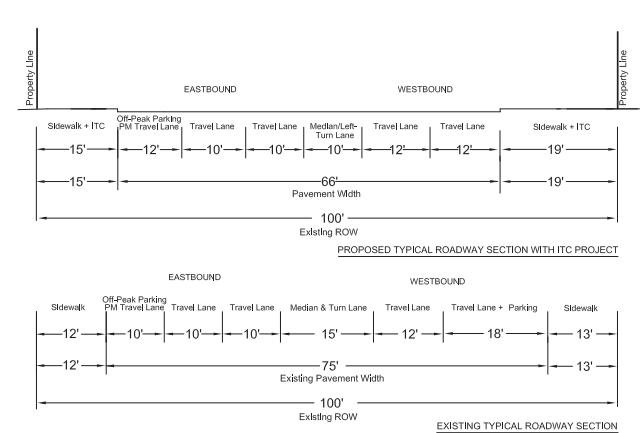 Property Line
Property Line
EASTBOUND
WESTBOUND
Sidewalk + ITC
Off-Peak Parking
PM Travel Lane
Travel Lane
Travel Lane
Median/Left-
Turn Lane
Travel Lane
Travel Lane
Sidewalk + ITC
15' 12' 10' 10' 10' 12' 12' 19'
15' 66' 19'
Pavement Width
100'
Existing ROW
PROPOSED TYPICAL ROADWAY SECTION WITH ITC PROJECT
EASTBOUND
WESTBOUND
Sidewalk
Off-Peak Parking
PM Travel Lane
Travel Lane
Travel Lane
Median & Turn Lane
Travel Lane
Travel Lane + Parking
Sidewalk
12' 10' 10' 10' 15' 12' 18' 13'
12' 75' 13'
Existing Pavement Width
100'
Existing ROW
EXISTING TYPICAL ROADWAY SECTION